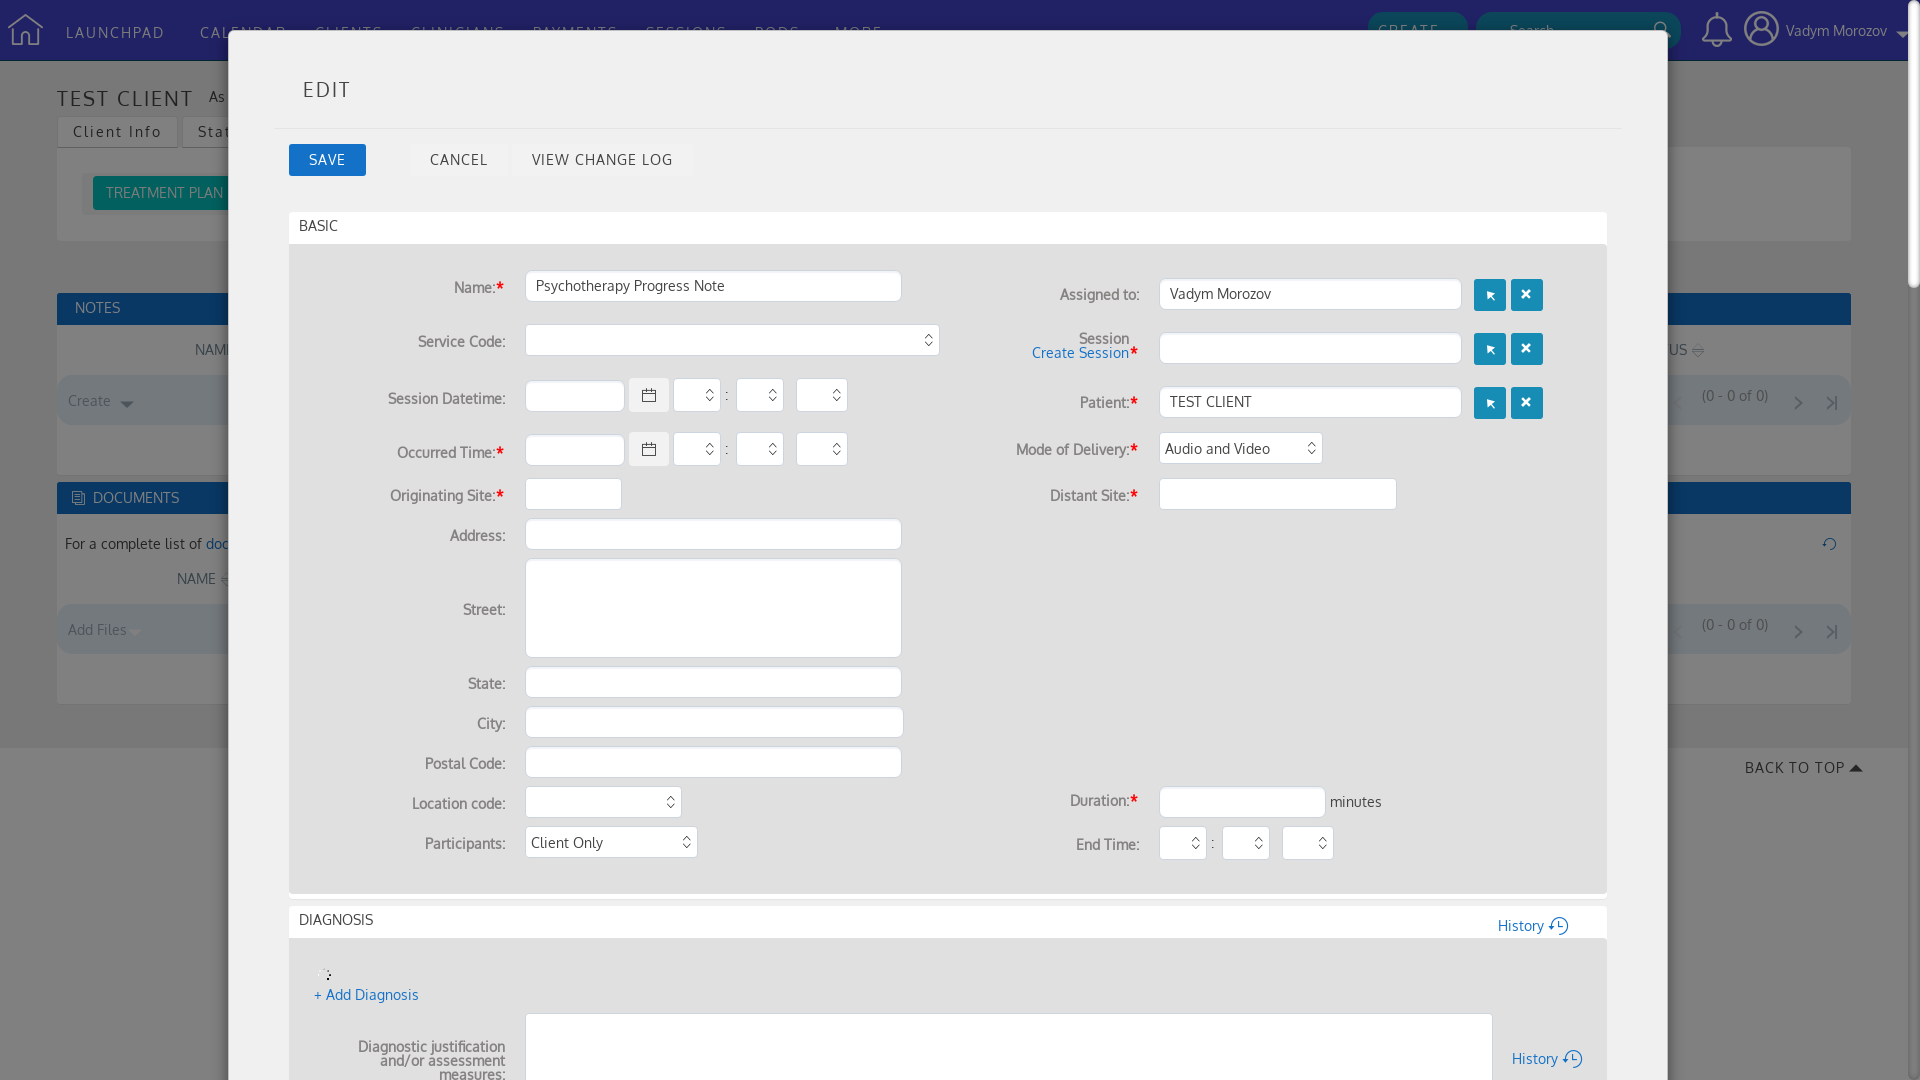 LAUNCHPAD CALENDAR CLIENTS CLINICIANS PAYMENTS SESSIONS PODS MORE CREATE Search Vadym Morozov
TEST CLIENT As
Client Info Stat
TREATMENT PLAN
NOTES
NAME
TUS
Create
(0 - 0 of 0)
DOCUMENTS
For a complete list of doc
NAME
Add Files
(0 - 0 of 0)
BACK TO TOP
EDIT
SAVE CANCEL VIEW CHANGE LOG
BASIC
Name:* Psychotherapy Progress Note
Assigned to: Vadym Morozov
Service Code:
Session
Create Session*
Session Datetime: :
Patient:* TEST CLIENT
Occurred Time:* :
Mode of Delivery:* Audio and Video
Originating Site:*
Distant Site:*
Address:
Street:
State:
City:
Postal Code:
Location code:
Duration:* minutes
Participants: Client Only
End Time: :
DIAGNOSIS
History
+ Add Diagnosis
Diagnostic justification
and/or assessment
measures:
History